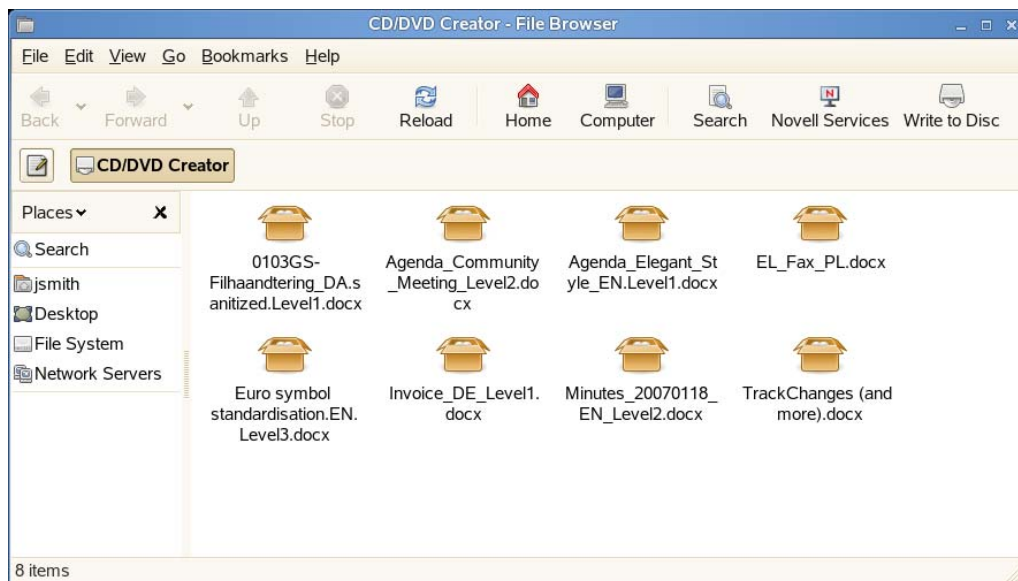 CD/DVD Creator - File Browser
File Edit View Go Bookmarks Help
Back Forward Up Stop Reload Home Computer Search Novell Services Write to Disc
CD/DVD Creator
Places
Search
jsmith
Desktop
File System
Network Servers
0103GS-
Filhaandtering_DA.s
anitized.Level1.docx
Agenda_Community
_Meeting_Level2.do
cx
Agenda_Elegant_St
yle_EN.Level1.docx
EL_Fax_PL.docx
Euro symbol
standardisation.EN.
Level3.docx
Invoice_DE_Level1.
docx
Minutes_20070118_
EN_Level2.docx
TrackChanges (and
more).docx
8 items